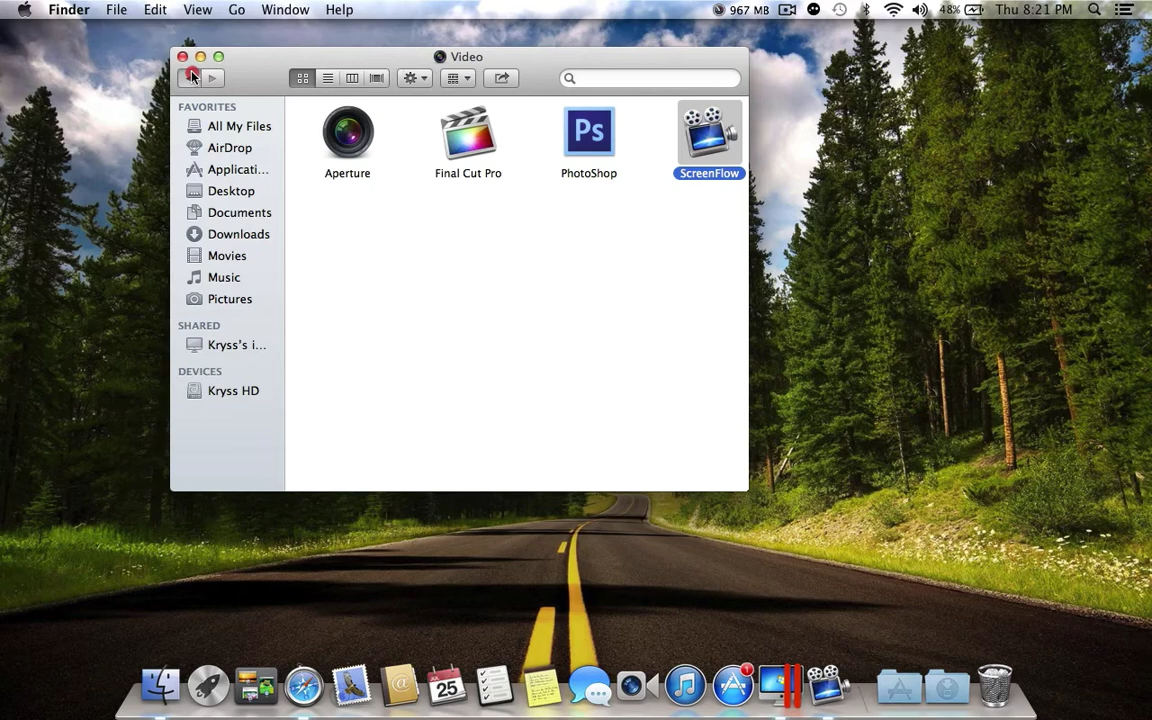 Finder File Edit View Go Window Help 967 MB 48% Thu 8:21 PM
Video
FAVORITES
All My Files
AirDrop
Applicati...
Desktop
Documents
Downloads
Movies
Music
Pictures
SHARED
Kryss's i...
DEVICES
Kryss HD
Ps
Aperture Final Cut Pro PhotoShop ScreenFlow
25
1